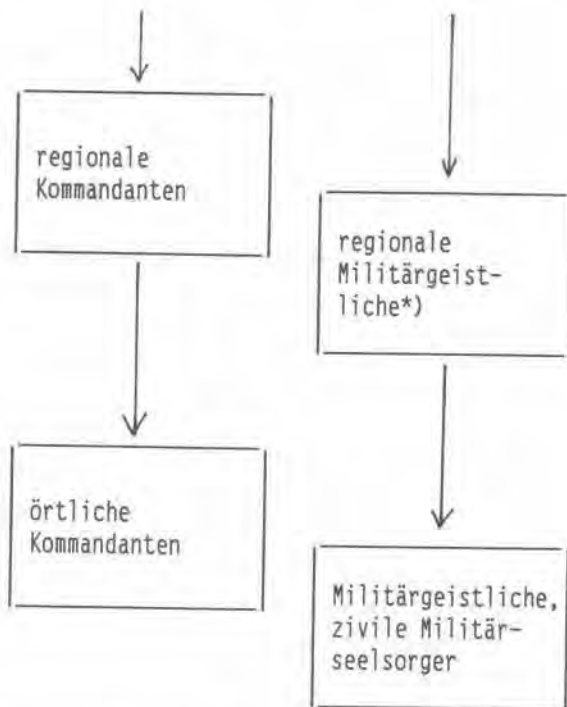 regionale
Kommandanten
regionale
Militärgeist-
liche*)
örtliche
Kommandanten
Militärgeistliche,
zivile Militär-
seelsorger